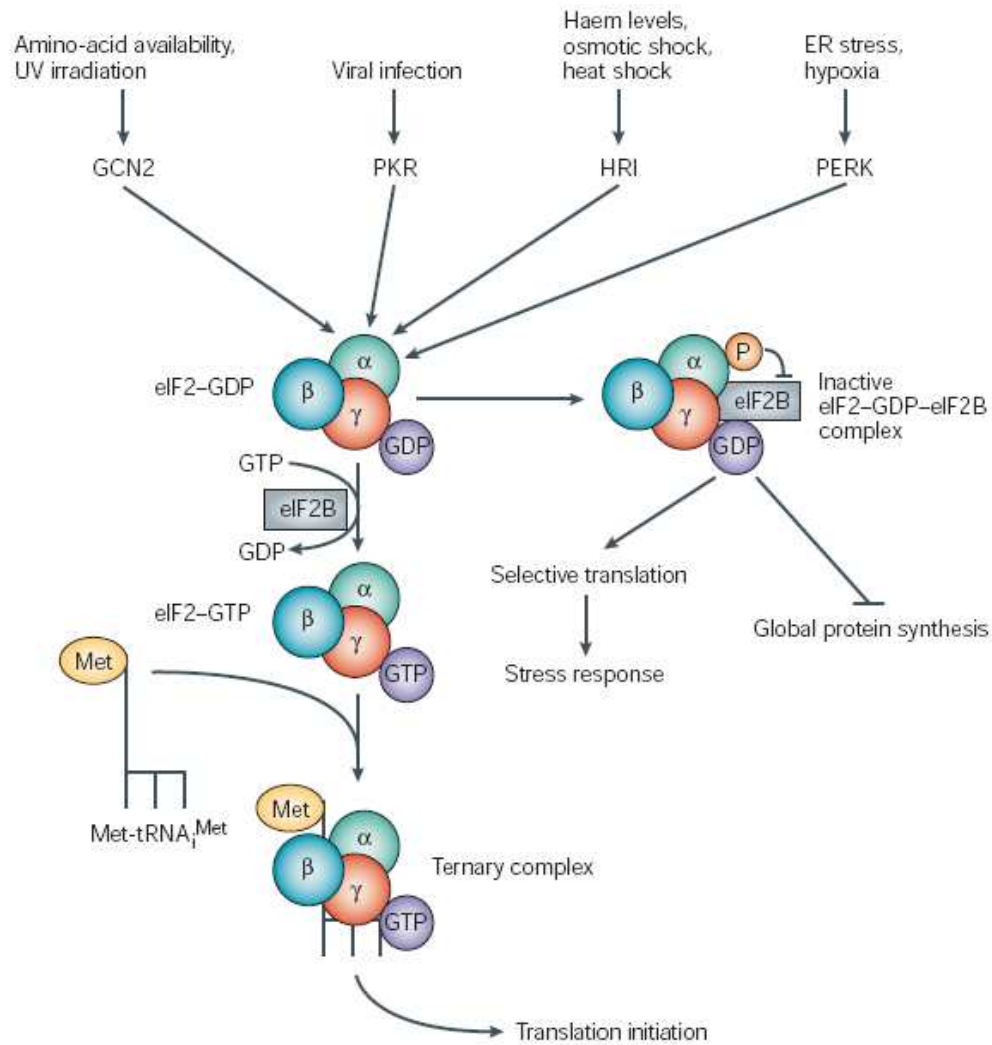 Amino-acid availability,
UV irradiation
Viral infection
Haem levels,
osmotic shock,
heat shock
ER stress,
hypoxia
GCN2
PKR
HRI
PERK
eIF2–GDP
α
β
γ
GDP
α
P
β
γ
eIF2B
GDP
Inactive
eIF2–GDP–eIF2B
complex
GTP
eIF2B
GDP
eIF2–GTP
α
β
γ
GTP
Selective translation
Global protein synthesis
Stress response
Met
Met-tRNAiMet
Met
α
β
γ
GTP
Ternary complex
Translation initiation